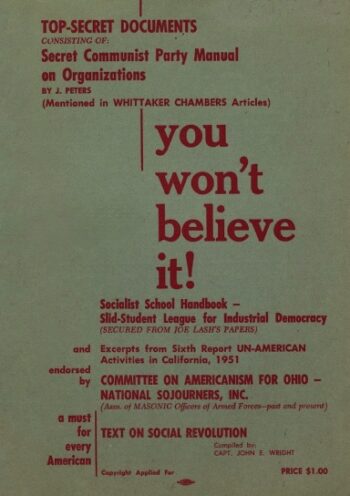 TOP-SECRET DOCUMENTS
CONSISTING OF:
Secret Communist Party Manual
on Organizations
BY J. PETERS
(Mentioned in WHITTAKER CHAMBERS Articles)
you
won't
believe
it!
Socialist School Handbook –
Slid-Student League for Industrial Democracy
(SECURED FROM JOE LASH'S PAPERS)
and Excerpts from Sixth Report UN-AMERICAN
Activities in California, 1951
endorsed
by COMMITTEE ON AMERICANISM FOR OHIO –
NATIONAL SOJOURNERS, INC.
(Assn. of MASONIC Officers of Armed Forces—past and present)
a must
for
every
American
TEXT ON SOCIAL REVOLUTION
Compiled by:
CAPT. JOHN E. WRIGHT
Copyright Applied For
PRICE $1.00